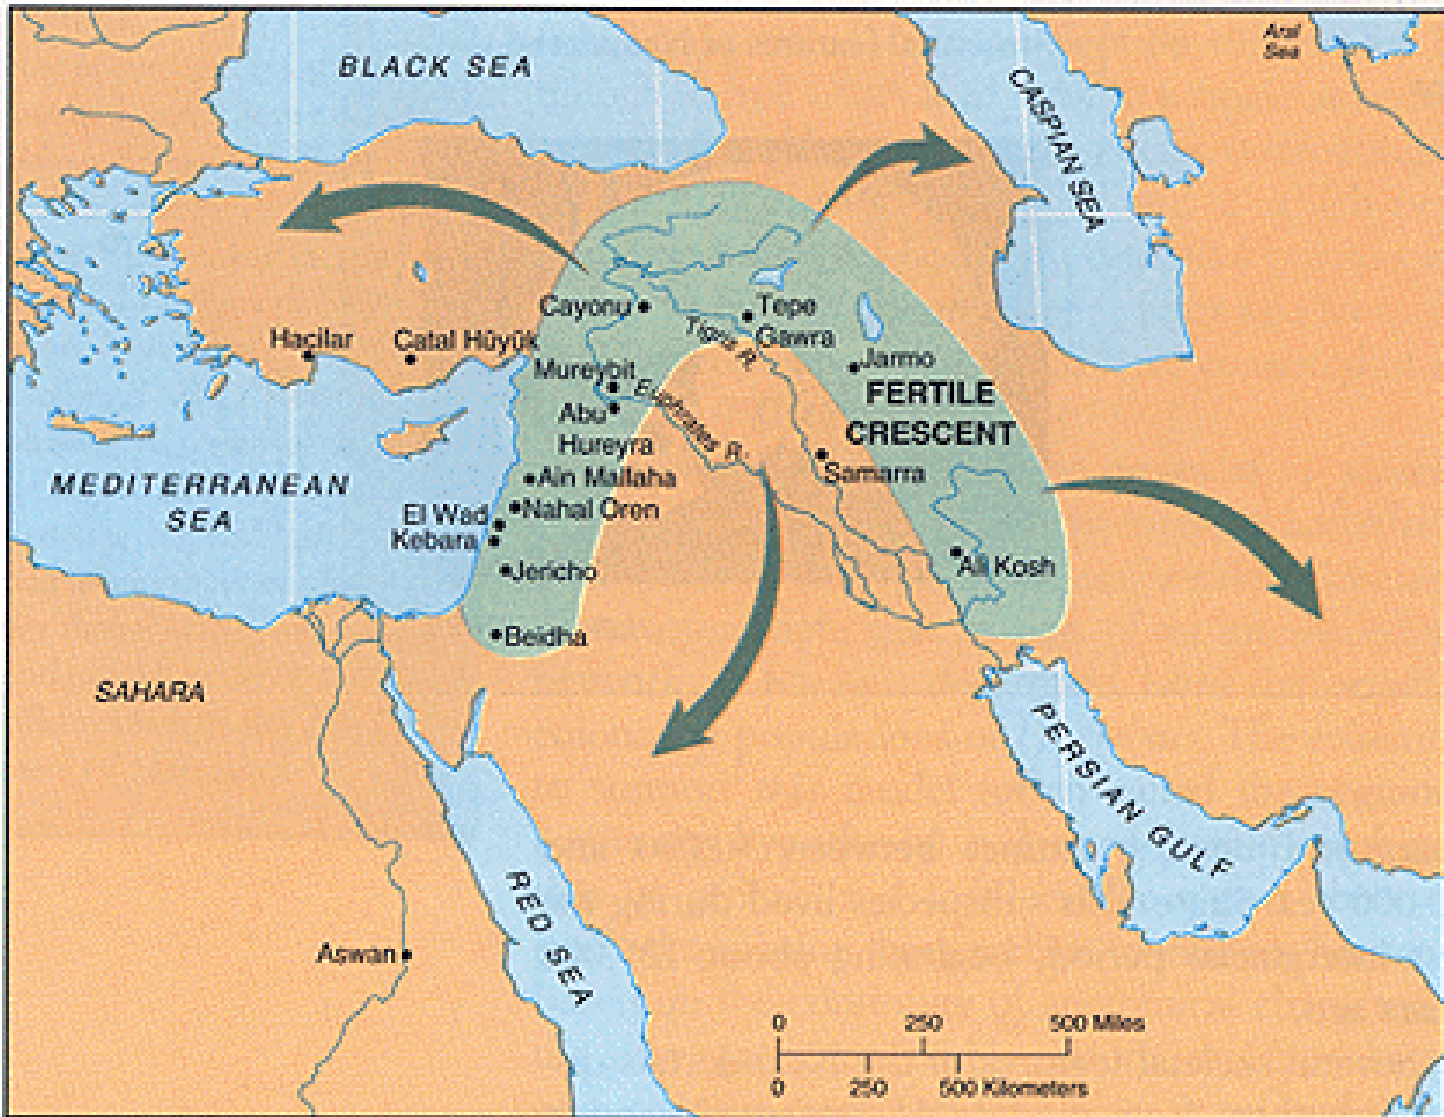 BLACK SEA
Aral
Sea
CASPIAN SEA
Cayonu
Tepe
Gawra
Tigris R.
Hacilar
Catal Hüyük
Jarmo
Mureybit
FERTILE
CRESCENT
Euphrates R.
Abu
Hureyra
Samarra
Ain Mallaha
MEDITERRANEAN
SEA
Nahal Oren
El Wad
Kebara
Ali Kosh
Jericho
Beidha
SAHARA
PERSIAN GULF
RED SEA
Aswan
0 250 500 Miles
0 250 500 Kilometers